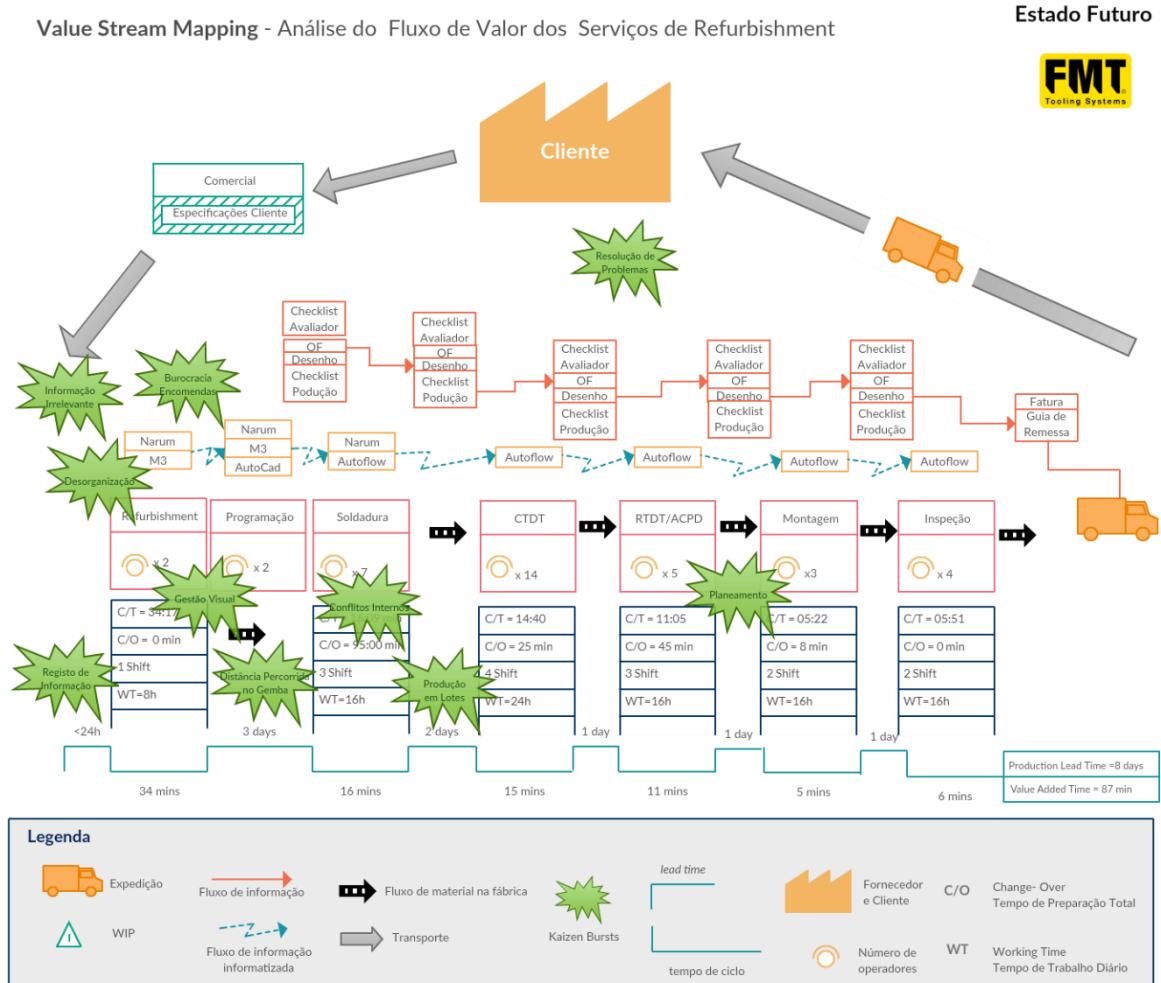 Value Stream Mapping - Análise do Fluxo de Valor dos Serviços de Refurbishment
Estado Futuro
FMT
Tooling Systems
Cliente
Comercial
Especificações Cliente
Resolução de
Problemas
Checklist
Avaliador
OF
Desenho
Checklist
Podução
Checklist
Avaliador
OF
Desenho
Checklist
Podução
Checklist
Avaliador
OF
Desenho
Checklist
Produção
Checklist
Avaliador
OF
Desenho
Checklist
Produção
Checklist
Avaliador
OF
Desenho
Checklist
Produção
Fatura
Guia de
Remessa
Informação
Irrelevante
Burocracia
Encomendas
Desorganização
Narum
M3
Narum
M3
AutoCad
Narum
Autoflow
Autoflow
Autoflow
Autoflow
Autoflow
Refurbishment
x 2
Programação
x 2
Soldadura
x 7
CTDT
x 14
RTDT/ACPD
x 5
Montagem
x3
Inspeção
x 4
Gestão Visual
Conflitos Internos
Planeamento
Registo de
Informação
Distância Percorrida
no Gemba
Produção
em Lotes
C/T = 34:17
C/O = 0 min
1 Shift
WT=8h
C/O = 95:00 min
3 Shift
WT=16h
C/T = 14:40
C/O = 25 min
4 Shift
WT=24h
C/T = 11:05
C/O = 45 min
3 Shift
WT=16h
C/T = 05:22
C/O = 8 min
2 Shift
WT=16h
C/T = 05:51
C/O = 0 min
2 Shift
WT=16h
<24h
3 days
2 days
1 day
1 day
1 day
34 mins
16 mins
15 mins
11 mins
5 mins
6 mins
Production Lead Time =8 days
Value Added Time = 87 min
Legenda
Expedição
WIP
Fluxo de informação
Fluxo de informação
informatizada
Fluxo de material na fábrica
Transporte
Kaizen Bursts
lead time
tempo de ciclo
Fornecedor
e Cliente
Número de
operadores
C/O
Change- Over
Tempo de Preparação Total
WT
Working Time
Tempo de Trabalho Diário